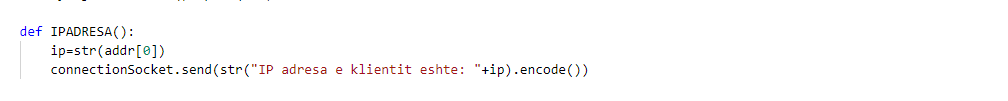 def IPADRESA():
    ip=str(addr[0])
    connectionSocket.send(str("IP adresa e klientit eshte: "+ip).encode())